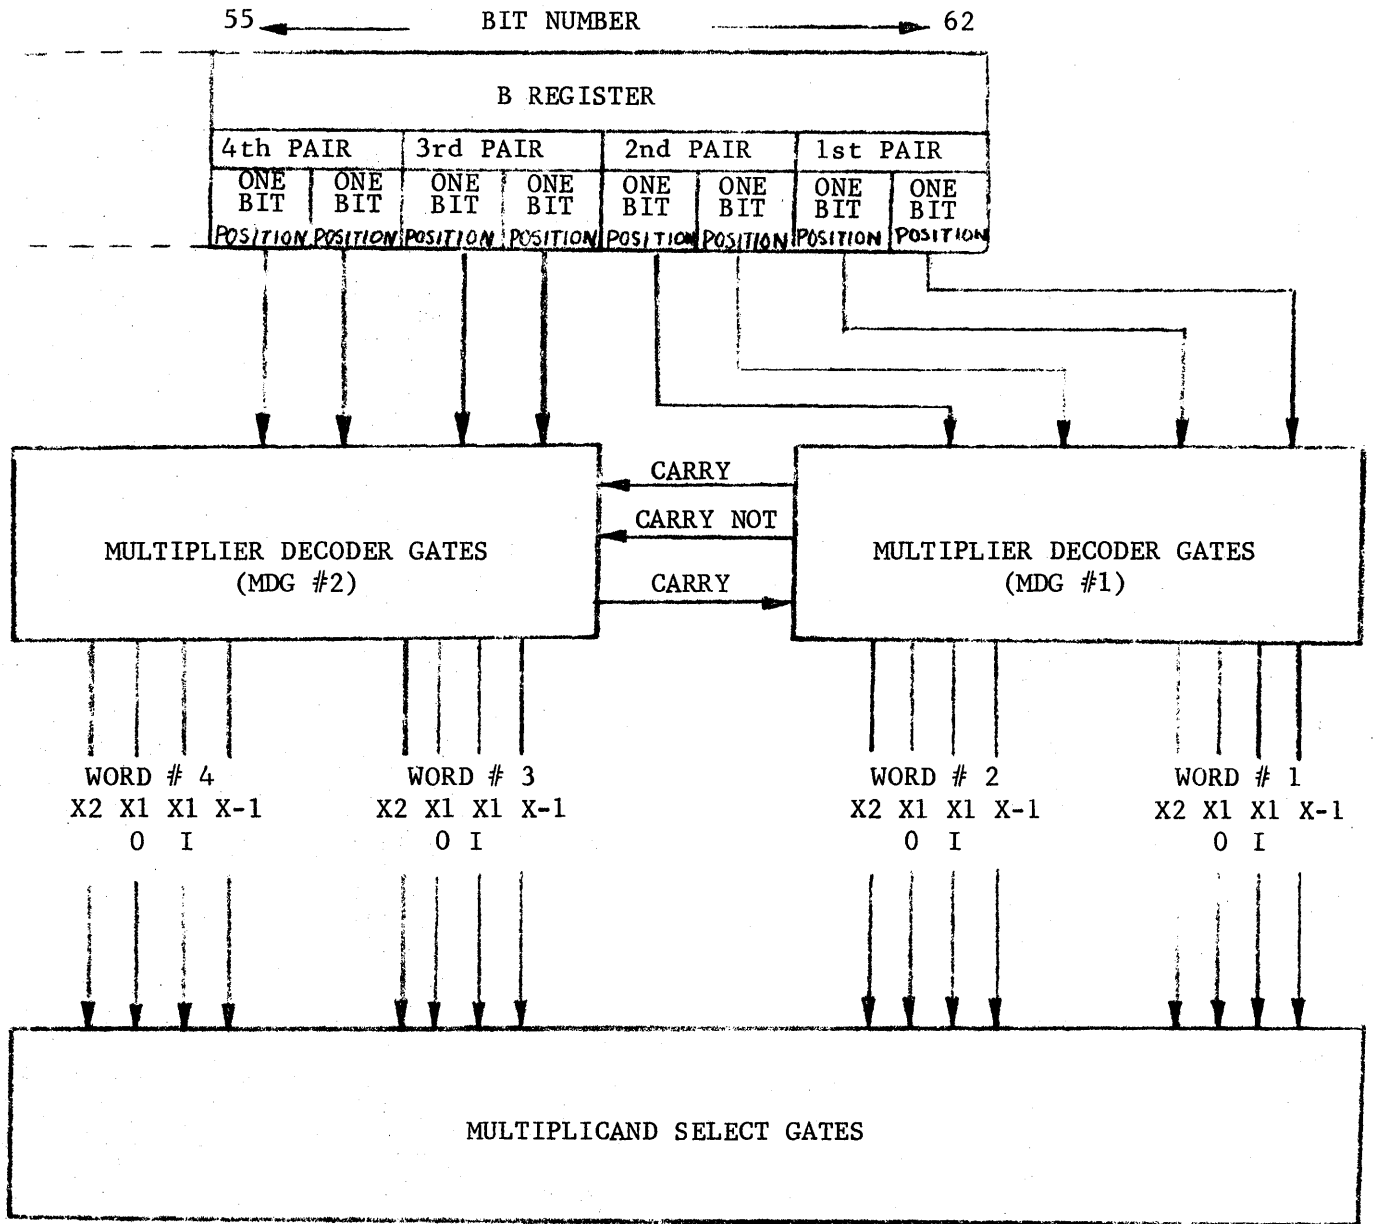 55 BIT NUMBER 62
B REGISTER
4th PAIR 3rd PAIR 2nd PAIR 1st PAIR
ONE ONE ONE ONE ONE ONE ONE ONE
BIT BIT BIT BIT BIT BIT BIT BIT
POSITION POSITION POSITION POSITION POSITION POSITION POSITION POSITION
CARRY
CARRY NOT
CARRY
MULTIPLIER DECODER GATES
(MDG #2)
MULTIPLIER DECODER GATES
(MDG #1)
WORD # 4 WORD # 3 WORD # 2 WORD # 1
X2 X1 X1 X-1 X2 X1 X1 X-1 X2 X1 X1 X-1 X2 X1 X1 X-1
O I O I O I O I
MULTIPLICAND SELECT GATES